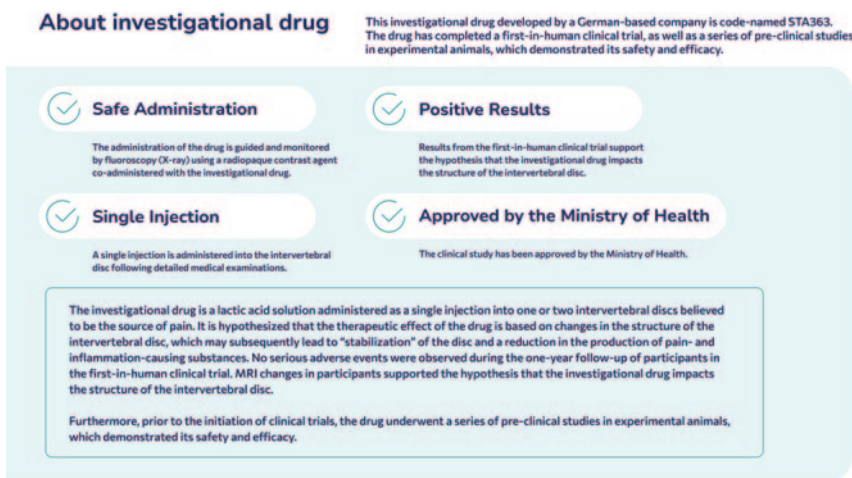 About investigational drug
This investigational drug developed by a German-based company is code-named STA363.
The drug has completed a first-in-human clinical trial, as well as a series of pre-clinical studies
in experimental animals, which demonstrated its safety and efficacy.
Safe Administration
The administration of the drug is guided and monitored
by fluoroscopy (X-ray) using a radiopaque contrast agent
co-administered with the investigational drug.
Positive Results
Results from the first-in-human clinical trial support
the hypothesis that the investigational drug impacts
the structure of the intervertebral disc.
Single Injection
A single injection is administered into the intervertebral
disc following detailed medical examinations.
Approved by the Ministry of Health
The clinical study has been approved by the Ministry of Health.
The investigational drug is a lactic acid solution administered as a single injection into one or two intervertebral discs believed
to be the source of pain. It is hypothesized that the therapeutic effect of the drug is based on changes in the structure of the
intervertebral disc, which may subsequently lead to “stabilization” of the disc and a reduction in the production of pain- and
inflammation-causing substances. No serious adverse events were observed during the one-year follow-up of participants in
the first-in-human clinical trial. MRI changes in participants supported the hypothesis that the investigational drug impacts
the structure of the intervertebral disc.
Furthermore, prior to the initiation of clinical trials, the drug underwent a series of pre-clinical studies in experimental animals,
which demonstrated its safety and efficacy.